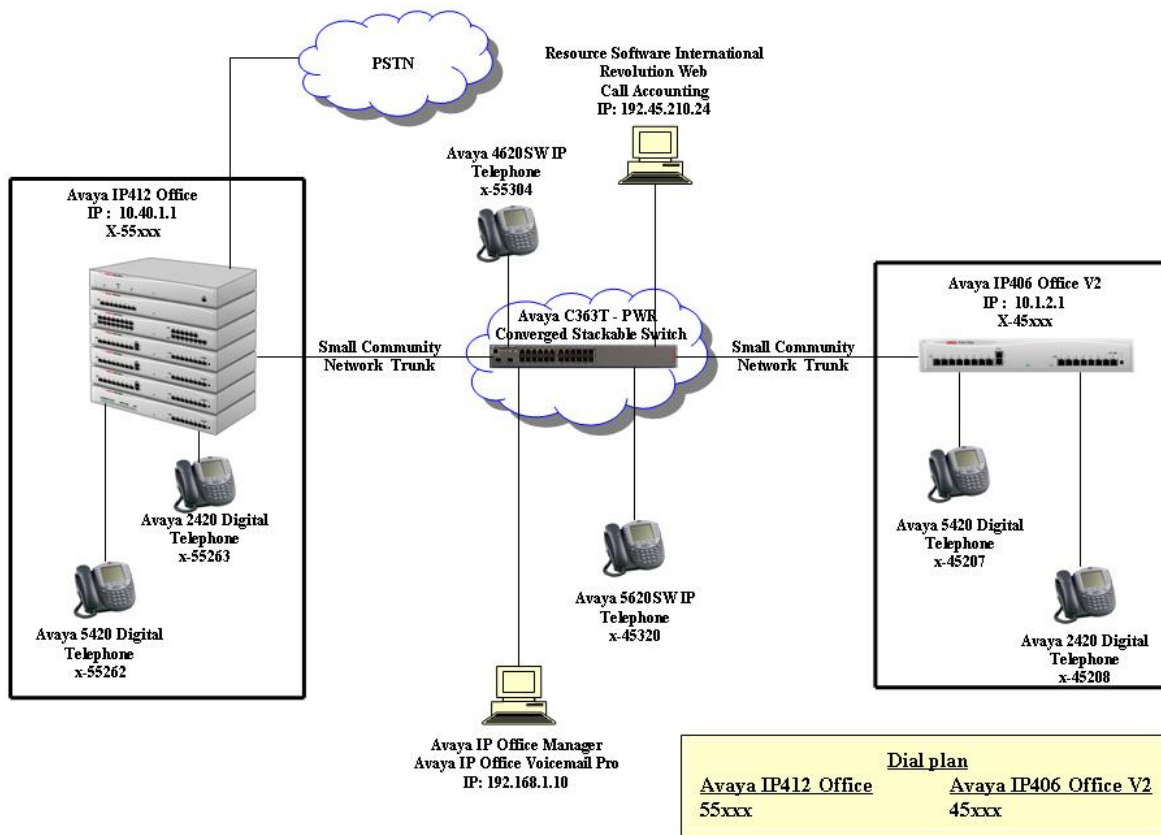 PSTN
Resource Software International
Revolution Web
Call Accounting
IP: 192.45.210.24
Avaya 4620SW IP
Telephone
x-55304
Avaya IP412 Office
IP : 10.40.1.1
X-55xxx
Avaya IP406 Office V2
IP : 10.1.2.1
X-45xxx
Avaya C363T - PWR
Converged Stackable Switch
Small Community
Network Trunk
Small Community
Network Trunk
Avaya 2420 Digital
Telephone
x-55263
Avaya 5420 Digital
Telephone
x-55262
Avaya 5620SW IP
Telephone
x-45320
Avaya 5420 Digital
Telephone
x-45207
Avaya 2420 Digital
Telephone
x-45208
Avaya IP Office Manager
Avaya IP Office Voicemail Pro
IP: 192.168.1.10
Dial plan
Avaya IP412 Office
55xxx
Avaya IP406 Office V2
45xxx